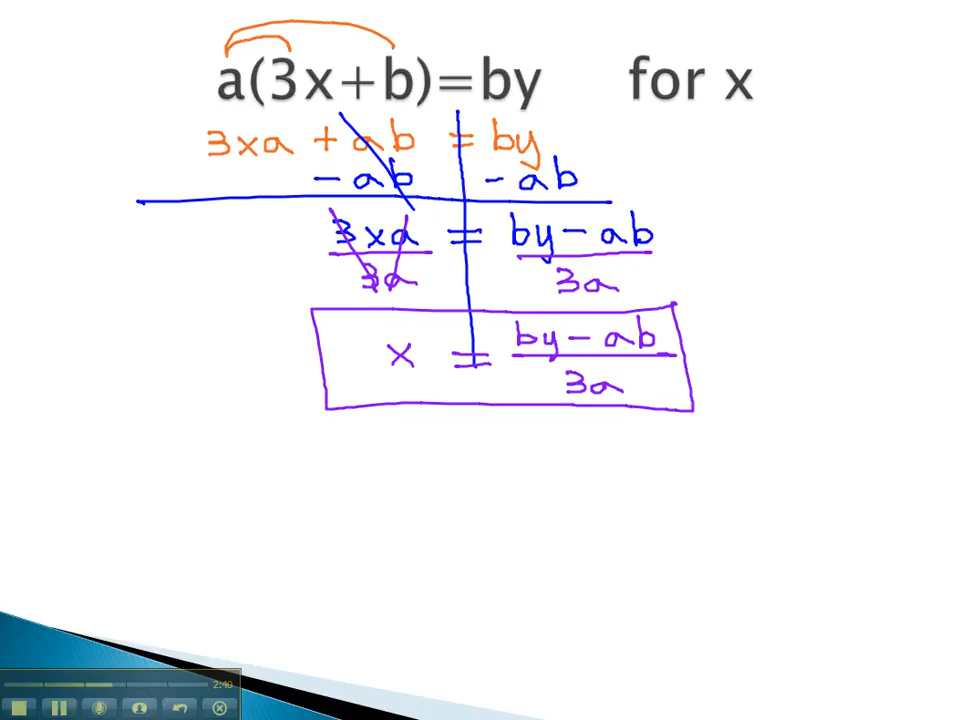 a(3x+b)=by for x
3xa + ab = by
- ab - ab
3xa = by - ab
3a 3a
x = by - ab
3a
2:40